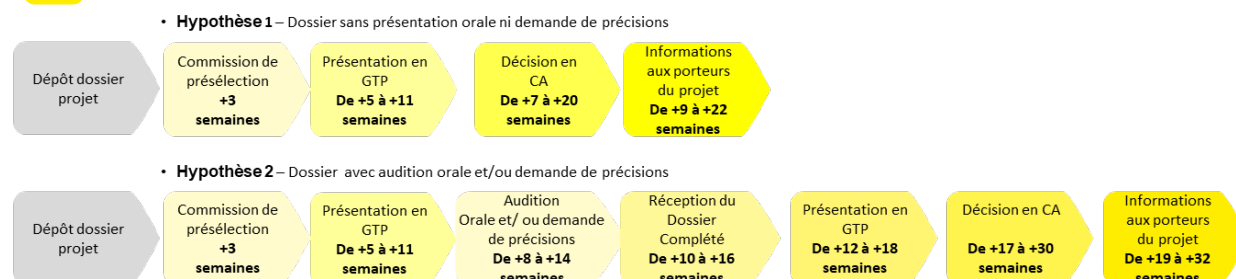 • Hypothèse 1 – Dossier sans présentation orale ni demande de précisions
Dépôt dossier
projet
Commission de
présélection
+3
semaines
Présentation en
GTP
De +5 à +11
semaines
Décision en
CA
De +7 à +20
semaines
Informations
aux porteurs
du projet
De +9 à +22
semaines
• Hypothèse 2 – Dossier avec audition orale et/ou demande de précisions
Dépôt dossier
projet
Commission de
présélection
+3
semaines
Présentation en
GTP
De +5 à +11
semaines
Audition
Orale et/ ou demande
de précisions
De +8 à +14
semaines
Réception du
Dossier
Complété
De +10 à +16
semaines
Présentation en
GTP
De +12 à +18
semaines
Décision en CA
De +17 à +30
semaines
Informations
aux porteurs
du projet
De +19 à +32
semaines